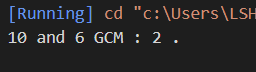 [Running] cd "c:\Users\LSH
10 and 6 GCM : 2 .